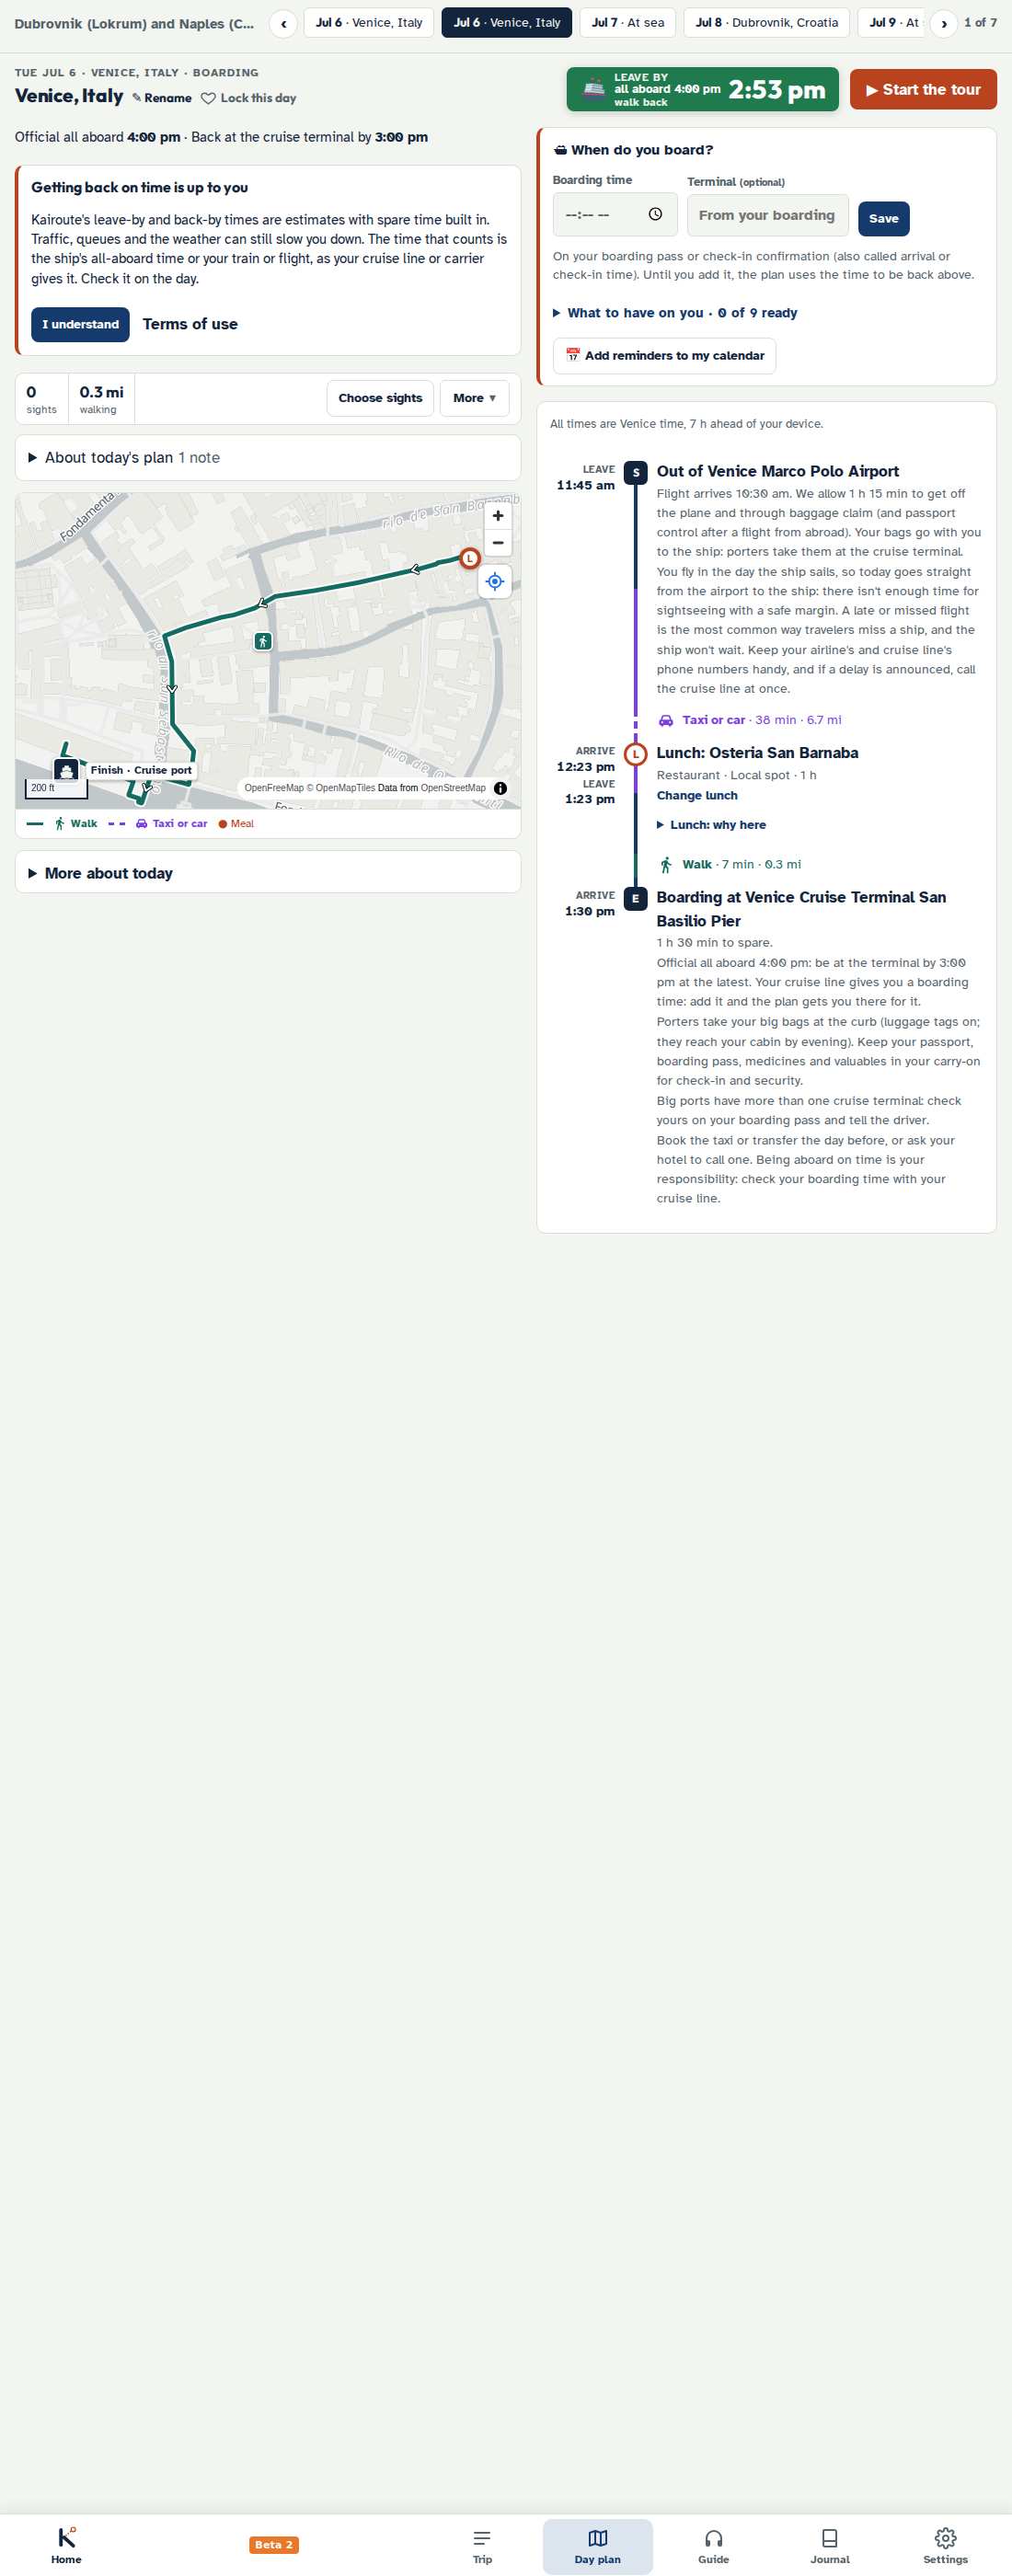 Dubrovnik (Lokrum) and Naples (C...
‹
Jul 6 · Venice, Italy
Jul 6 · Venice, Italy
Jul 7 · At sea
Jul 8 · Dubrovnik, Croatia
Jul 9 · At
›
1 of 7
TUE JUL 6 · VENICE, ITALY · BOARDING
Venice, Italy ✎ Rename Lock this day
LEAVE BY
all aboard 4:00 pm
walk back
2:53 pm
▶ Start the tour
Official all aboard 4:00 pm · Back at the cruise terminal by 3:00 pm
Getting back on time is up to you
Kairoute's leave-by and back-by times are estimates with spare time built in.
Traffic, queues and the weather can still slow you down. The time that counts is
the ship's all-aboard time or your train or flight, as your cruise line or carrier
gives it. Check it on the day.
I understand
Terms of use
0
sights
0.3 mi
walking
Choose sights
More ▼
▶ About today's plan 1 note
Fondamenta
L
+
−
Finish · Cruise port
200 ft
OpenFreeMap © OpenMapTiles Data from OpenStreetMap
Walk
Taxi or car
Meal
▶ More about today
When do you board?
Boarding time
--:-- --
Terminal (optional)
From your boarding
Save
On your boarding pass or check-in confirmation (also called arrival or
check-in time). Until you add it, the plan uses the time to be back above.
▶ What to have on you · 0 of 9 ready
Add reminders to my calendar
All times are Venice time, 7 h ahead of your device.
LEAVE
11:45 am
S
Out of Venice Marco Polo Airport
Flight arrives 10:30 am. We allow 1 h 15 min to get off
the plane and through baggage claim (and passport
control after a flight from abroad). Your bags go with you
to the ship: porters take them at the cruise terminal.
You fly in the day the ship sails, so today goes straight
from the airport to the ship: there isn't enough time for
sightseeing with a safe margin. A late or missed flight
is the most common way travelers miss a ship, and the
ship won't wait. Keep your airline's and cruise line's
phone numbers handy, and if a delay is announced, call
the cruise line at once.
Taxi or car · 38 min · 6.7 mi
ARRIVE
12:23 pm
LEAVE
1:23 pm
L
Lunch: Osteria San Barnaba
Restaurant · Local spot · 1 h
Change lunch
▶ Lunch: why here
Walk · 7 min · 0.3 mi
ARRIVE
1:30 pm
E
Boarding at Venice Cruise Terminal San
Basilio Pier
1 h 30 min to spare.
Official all aboard 4:00 pm: be at the terminal by 3:00
pm at the latest. Your cruise line gives you a boarding
time: add it and the plan gets you there for it.
Porters take your big bags at the curb (luggage tags on;
they reach your cabin by evening). Keep your passport,
boarding pass, medicines and valuables in your carry-on
for check-in and security.
Big ports have more than one cruise terminal: check
yours on your boarding pass and tell the driver.
Book the taxi or transfer the day before, or ask your
hotel to call one. Being aboard on time is your
responsibility: check your boarding time with your
cruise line.
Home
Beta 2
Trip
Day plan
Guide
Journal
Settings